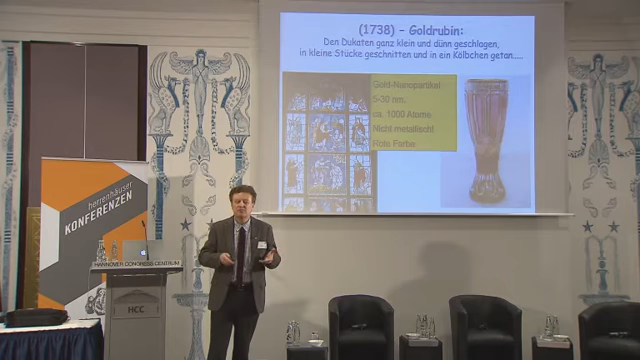 (1738) – Goldrubin:
Den Dukaten ganz klein und dünn geschlagen,
in kleine Stücke geschnitten und in ein Kölbchen getan.....
Gold-Nanopartikel
5-30 nm.
ca. 1000 Atome
Nicht metallisch!
Rote Farbe
herrenhäuser
KONFERENZEN
HANNOVER CONGRESS CENTRUM
HCC